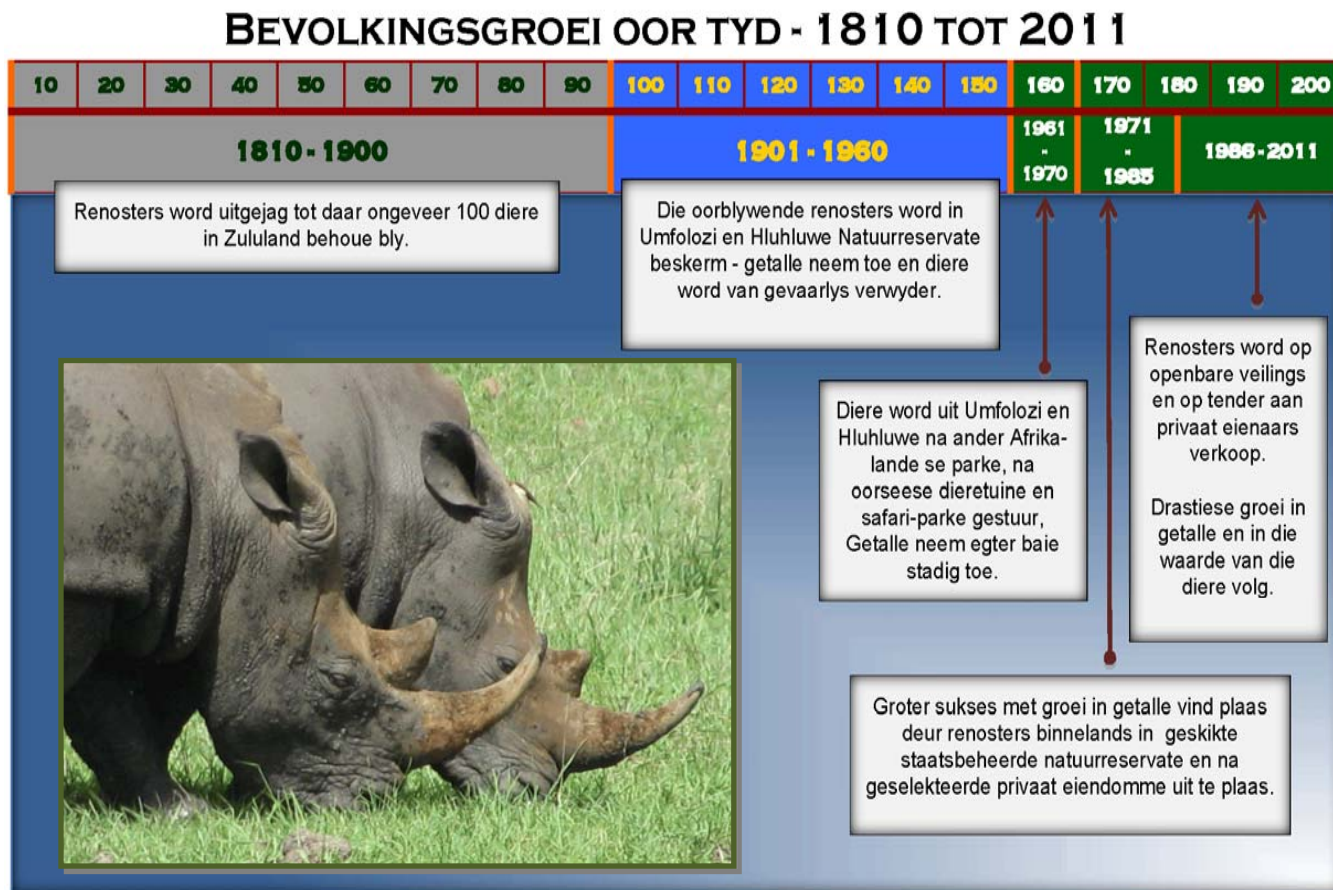 BEVOLKINGSGROEI OOR TYD - 1810 TOT 2011
10 20 30 40 50 60 70 80 90 100 110 120 130 140 150 160 170 180 190 200
1810 - 1900
1901 - 1960
1961
-
1970
1971
-
1985
1986-2011
Renosters word uitgejag tot daar ongeveer 100 diere
in Zululand behoue bly.
Die oorblywende renosters word in
Umfolozi en Hluhluwe Natuurreservate
beskerm - getalle neem toe en diere
word van gevaarlys verwyder.
Diere word uit Umfolozi en
Hluhluwe na ander Afrika-
lande se parke, na
oorseese dieretuine en
safari-parke gestuur,
Getalle neem egter baie
stadig toe.
Renosters word op
openbare veilings
en op tender aan
privaat eienaars
verkoop.
Drastiese groei in
getalle en in die
waarde van die
diere volg.
Groter sukses met groei in getalle vind plaas
deur renosters binnelands in geskikte
staatsbeheerde natuurreservate en na
geselekteerde privaat eiendomme uit te plaas.